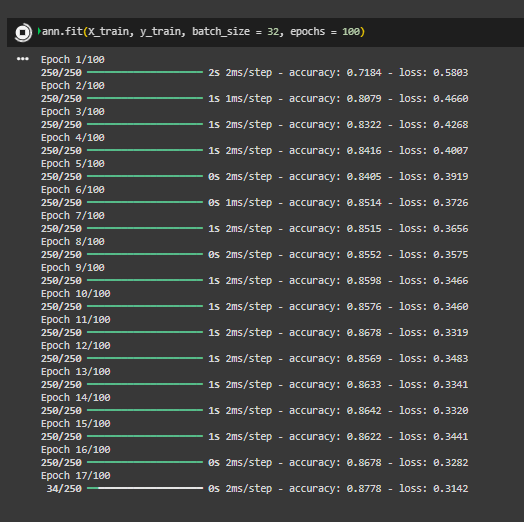 ann.fit(X_train, y_train, batch_size = 32, epochs = 100)
Epoch 1/100
250/250 2s 2ms/step - accuracy: 0.7184 - loss: 0.5803
Epoch 2/100
250/250 1s 1ms/step - accuracy: 0.8079 - loss: 0.4660
Epoch 3/100
250/250 1s 2ms/step - accuracy: 0.8322 - loss: 0.4268
Epoch 4/100
250/250 1s 2ms/step - accuracy: 0.8416 - loss: 0.4007
Epoch 5/100
250/250 0s 2ms/step - accuracy: 0.8405 - loss: 0.3919
Epoch 6/100
250/250 0s 1ms/step - accuracy: 0.8514 - loss: 0.3726
Epoch 7/100
250/250 1s 2ms/step - accuracy: 0.8515 - loss: 0.3656
Epoch 8/100
250/250 0s 2ms/step - accuracy: 0.8552 - loss: 0.3575
Epoch 9/100
250/250 1s 2ms/step - accuracy: 0.8598 - loss: 0.3466
Epoch 10/100
250/250 1s 2ms/step - accuracy: 0.8576 - loss: 0.3460
Epoch 11/100
250/250 1s 2ms/step - accuracy: 0.8678 - loss: 0.3319
Epoch 12/100
250/250 1s 2ms/step - accuracy: 0.8569 - loss: 0.3483
Epoch 13/100
250/250 1s 2ms/step - accuracy: 0.8633 - loss: 0.3341
Epoch 14/100
250/250 1s 2ms/step - accuracy: 0.8642 - loss: 0.3320
Epoch 15/100
250/250 1s 2ms/step - accuracy: 0.8622 - loss: 0.3441
Epoch 16/100
250/250 0s 2ms/step - accuracy: 0.8678 - loss: 0.3282
Epoch 17/100
34/250 0s 2ms/step - accuracy: 0.8778 - loss: 0.3142